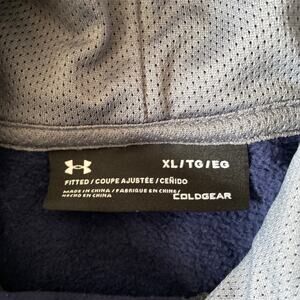 XL/TG/EG
FITTED/COUPE AJUSTÉE/CEÑIDO
MADE IN CHINA/FABRIQUÉ EN CHINE/
HECHO EN CHINA
COLDGEAR